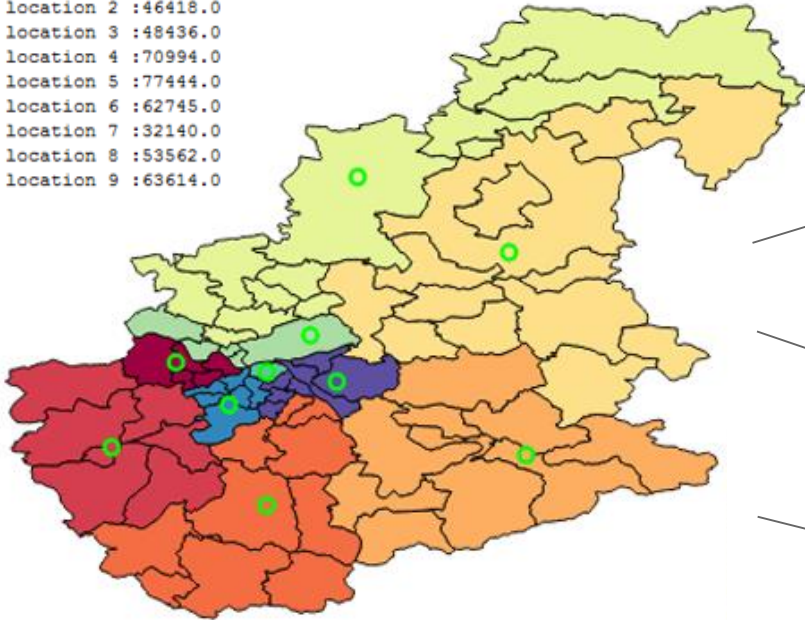 location 2 :46418.0
location 3 :48436.0
location 4 :70994.0
location 5 :77444.0
location 6 :62745.0
location 7 :32140.0
location 8 :53562.0
location 9 :63614.0